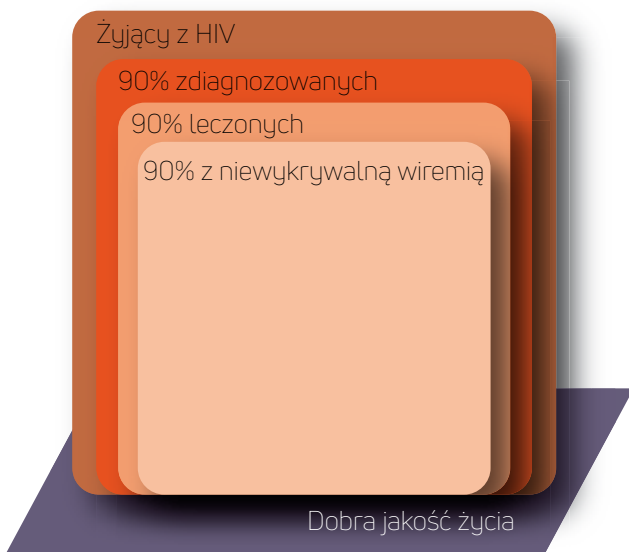 Żyjący z HIV
90% zdiagnozowanych
90% leczonych
90% z niewykrywalną wiremią
Dobra jakość życia